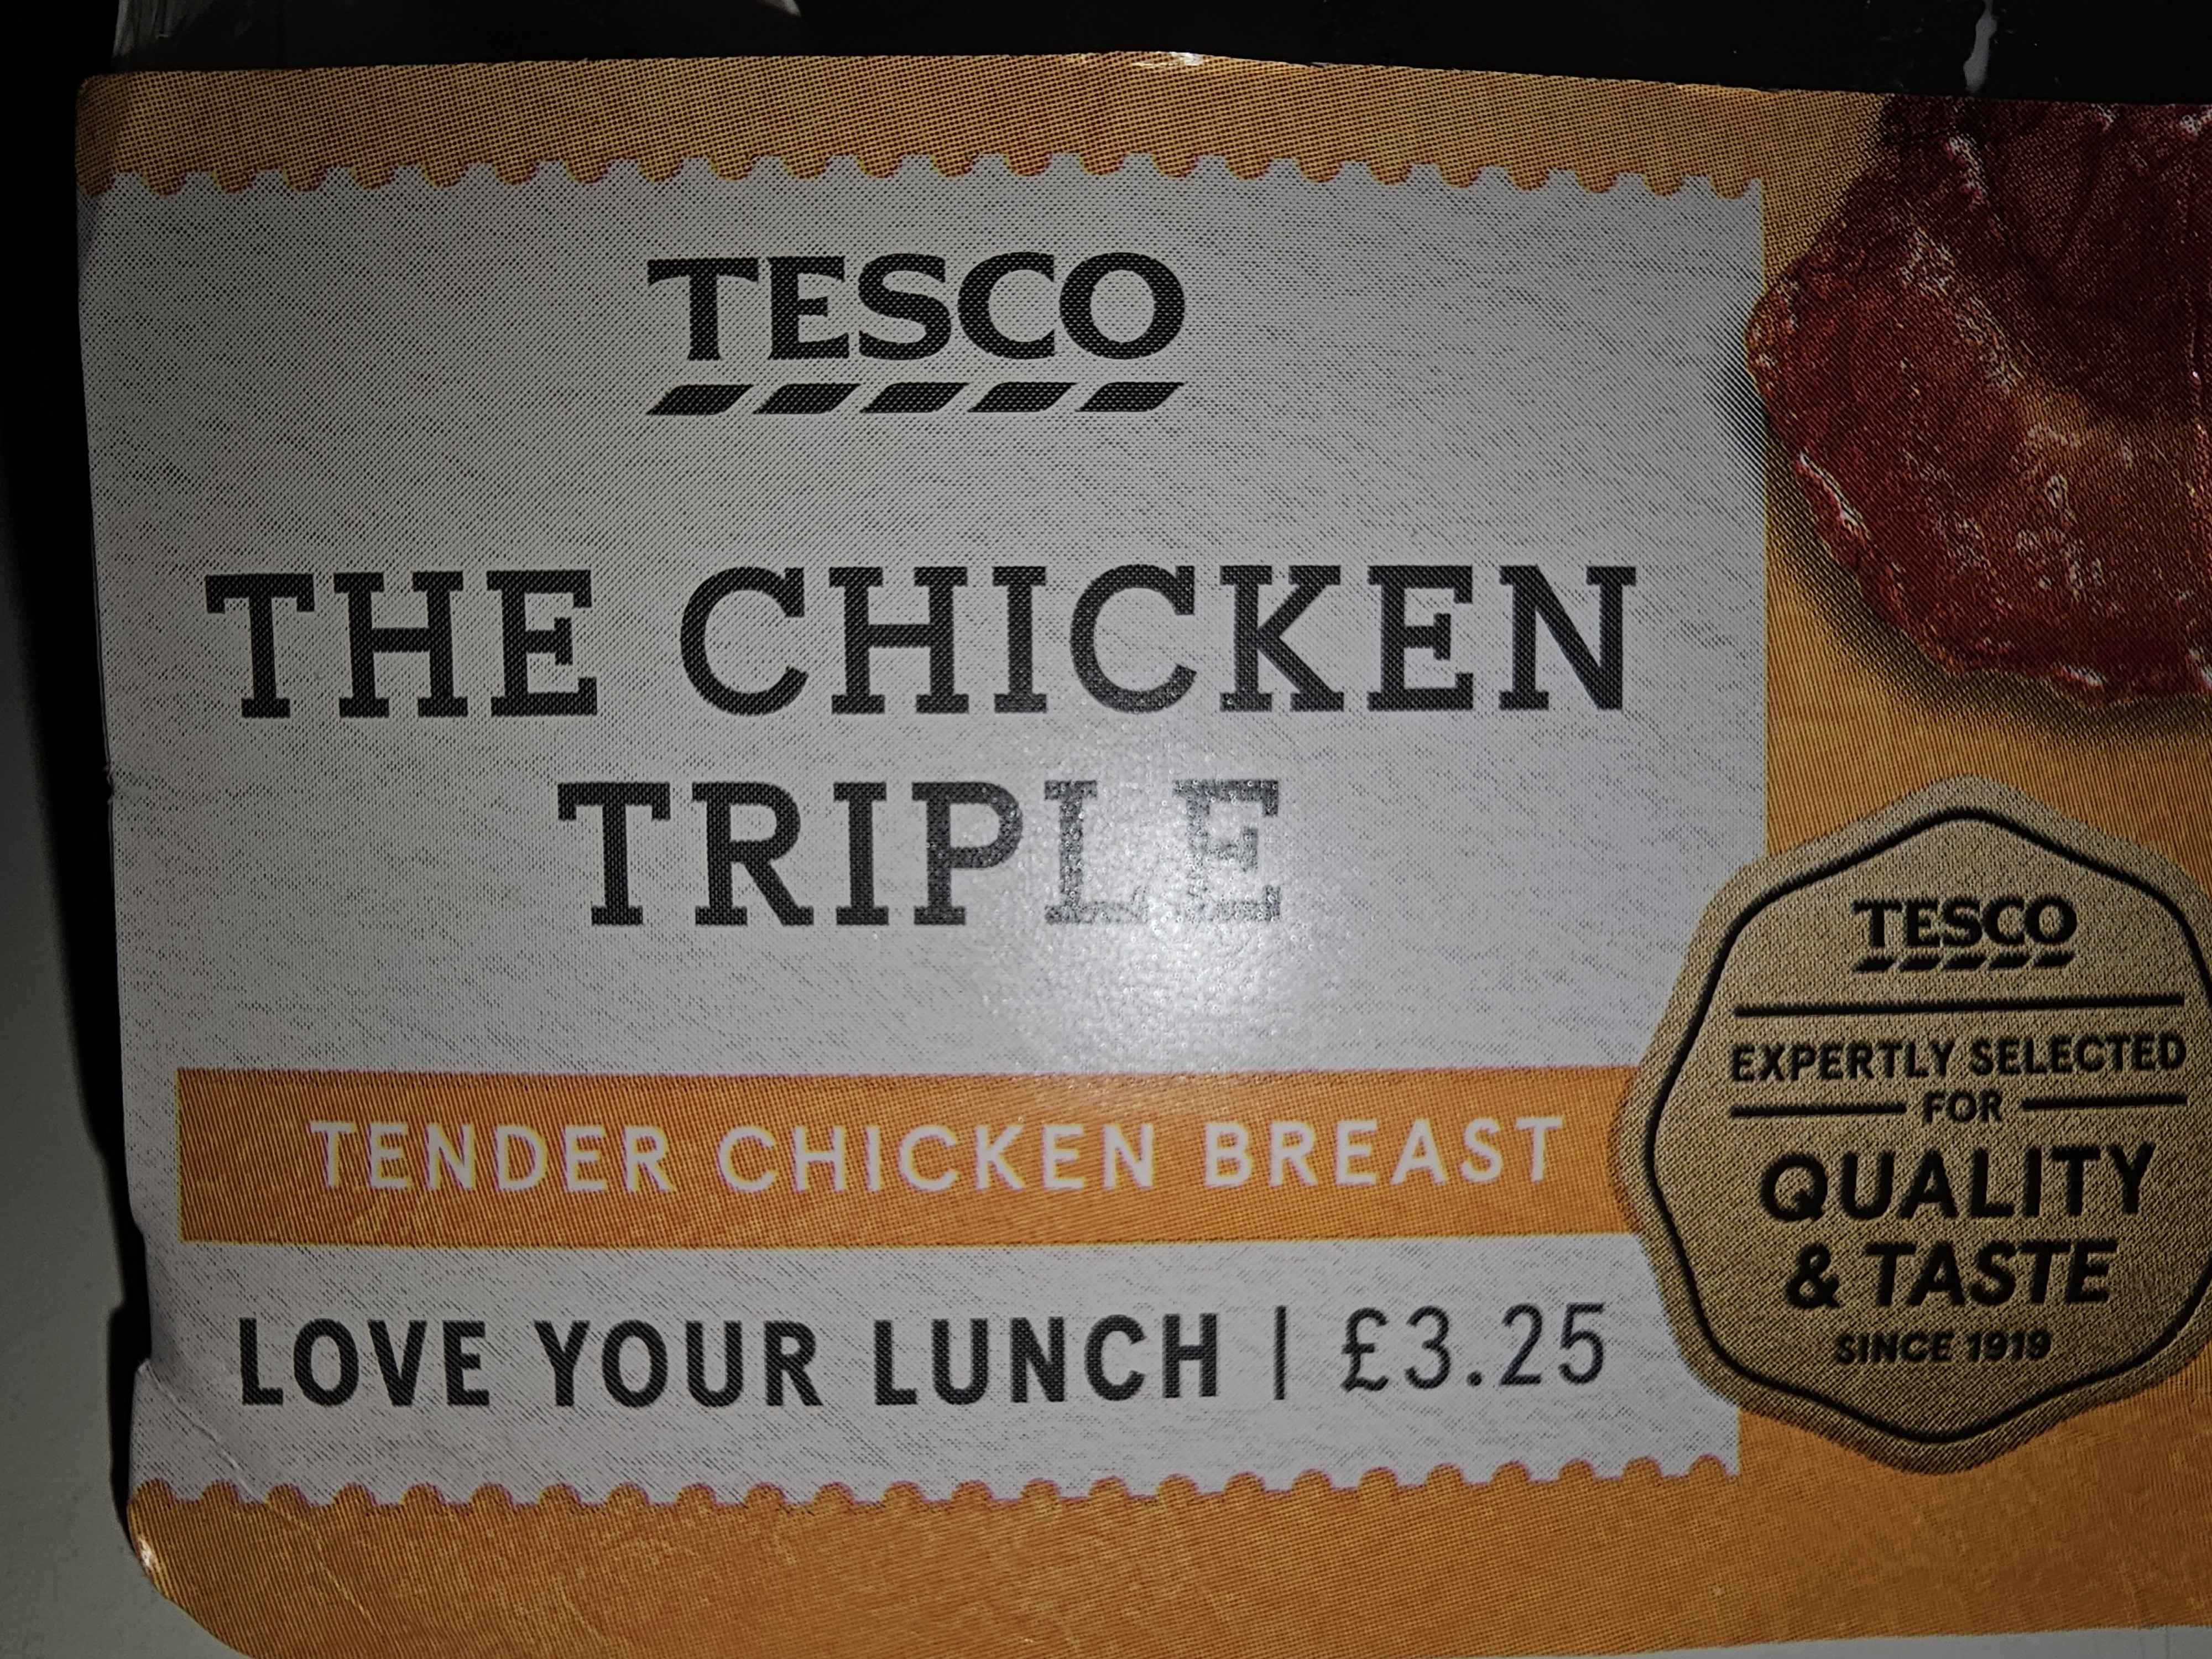 TESCO
THE CHICKEN
TRIPLE
TENDER CHICKEN BREAST
LOVE YOUR LUNCH | £3.25
TESCO
EXPERTLY SELECTED
FOR
QUALITY
& TASTE
SINCE 1919